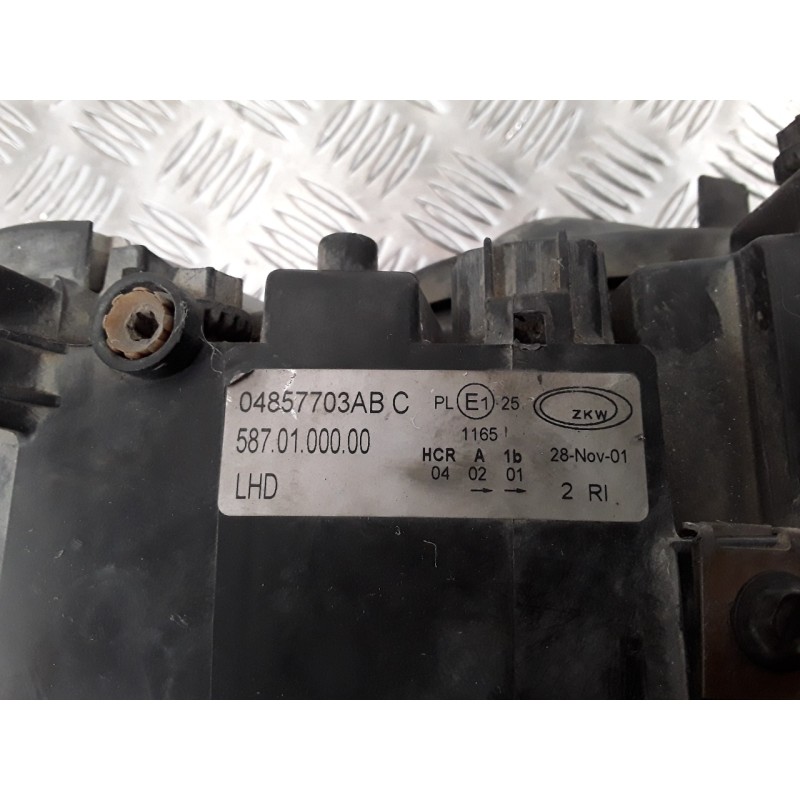 04857703AB C
587.01.000.00
LHD
PL E1 25
1165
HCR A 1b
04 02 01
→ →
ZKW
28-Nov-01
2 RI